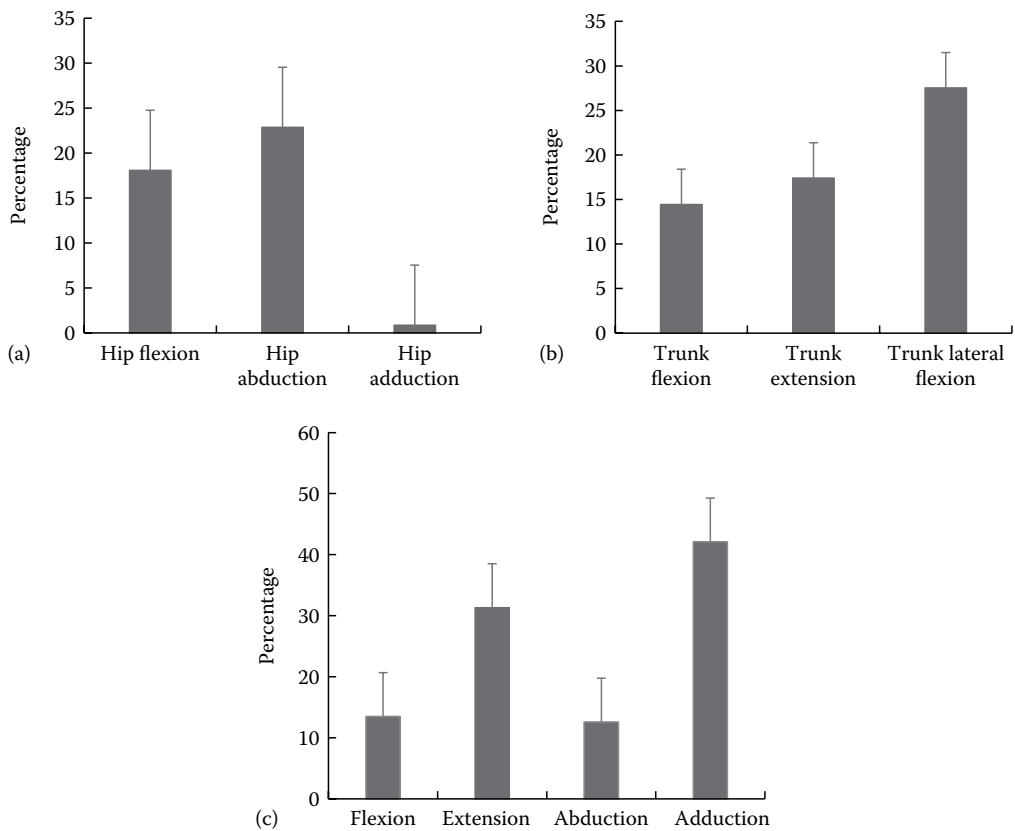 35
30
25
20
15
10
5
0
Percentage
Hip flexion
Hip
abduction
Hip
adduction
(a)
35
30
25
20
15
10
5
0
Percentage
Trunk
flexion
Trunk
extension
Trunk lateral
flexion
(b)
60
50
40
30
20
10
0
Percentage
Flexion Extension Abduction Adduction
(c)